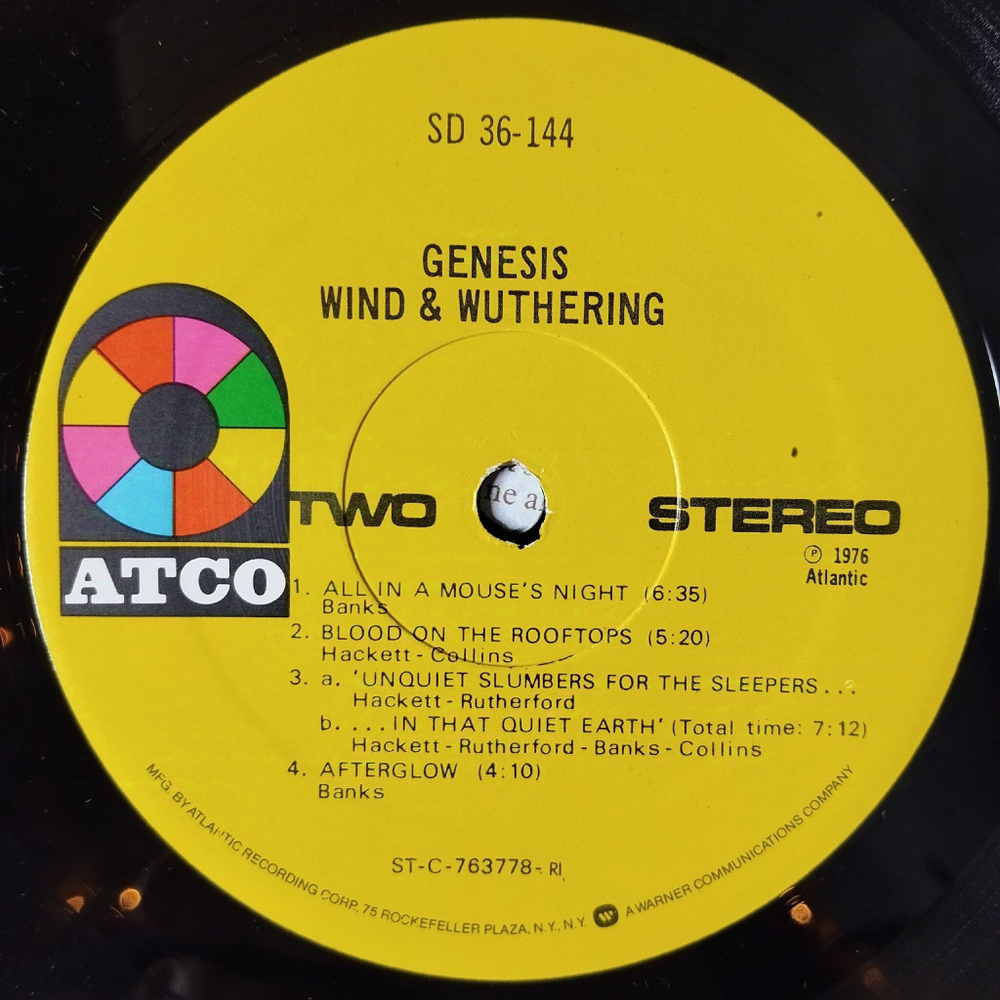 SD 36-144
GENESIS
WIND & WUTHERING
ATCO
TWO
STEREO
℗ 1976
Atlantic
1. ALL IN A MOUSE'S NIGHT (6:35)
Banks
2. BLOOD ON THE ROOFTOPS (5:20)
Hackett - Collins
3. a. 'UNQUIET SLUMBERS FOR THE SLEEPERS...
Hackett - Rutherford
b. ...IN THAT QUIET EARTH' (Total time: 7:12)
Hackett - Rutherford - Banks - Collins
4. AFTERGLOW (4:10)
Banks
ST-C-763778- RI
MFG. BY ATLANTIC RECORDING CORP., 75 ROCKEFELLER PLAZA, N.Y., N.Y. A WARNER COMMUNICATIONS COMPANY